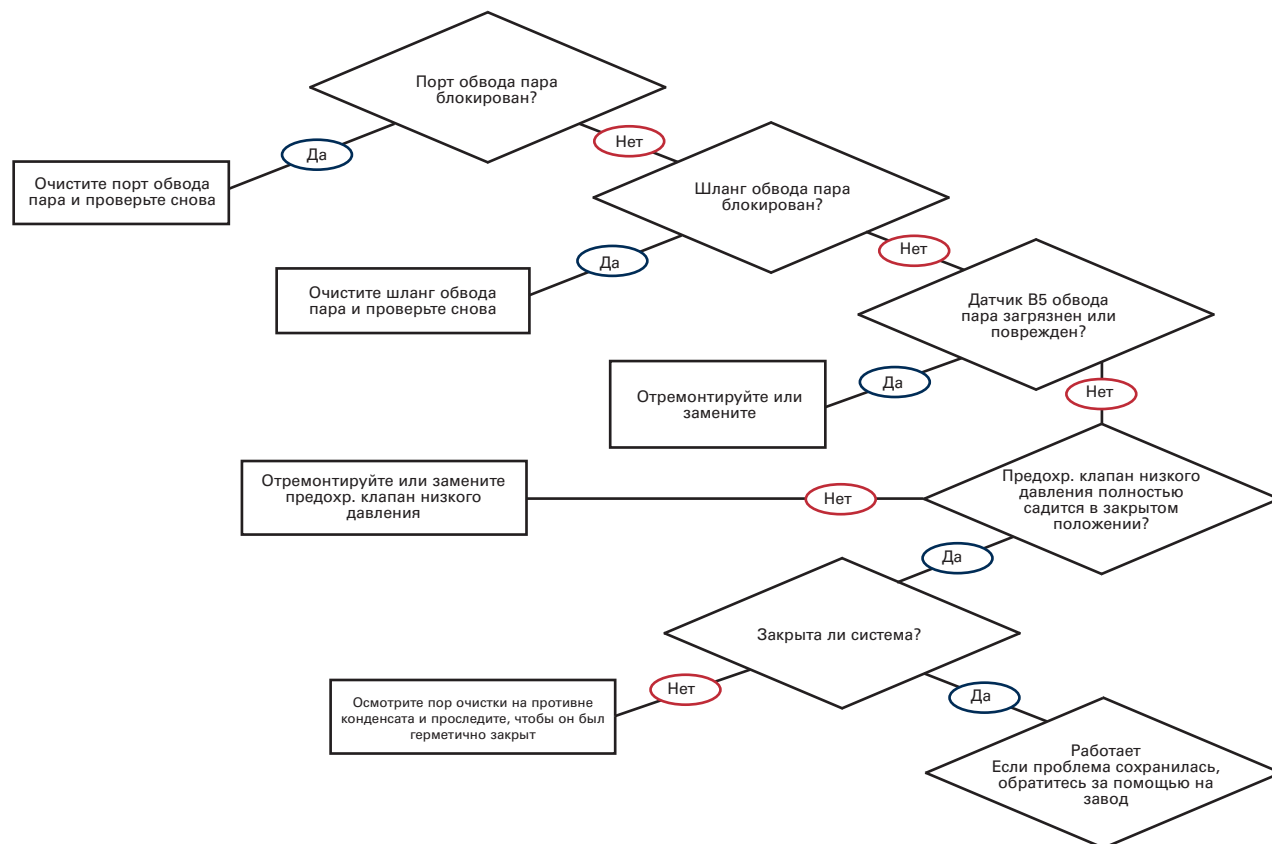 Порт обвода пара
блокирован?
Да
Нет
Очистите порт обвода
пара и проверьте снова
Шланг обвода пара
блокирован?
Да
Нет
Очистите шланг обвода
пара и проверьте снова
Датчик B5 обвода
пара загрязнен или
поврежден?
Да
Нет
Отремонтируйте или
замените
Предохр. клапан низкого
давления полностью
садится в закрытом
положении?
Нет
Отремонтируйте или замените
предохр. клапан низкого
давления
Да
Закрыта ли система?
Нет
Да
Осмотрите пор очистки на противне
конденсата и проследите, чтобы он был
герметично закрыт
Работает
Если проблема сохранилась,
обратитесь за помощью на
завод